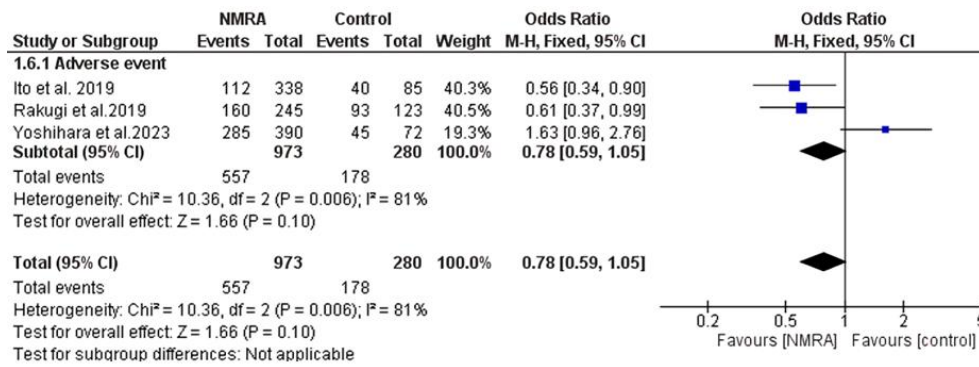 NMRA Control Odds Ratio Odds Ratio
Study or Subgroup Events Total Events Total Weight M-H, Fixed, 95% CI M-H, Fixed, 95% CI
1.6.1 Adverse event
Ito et al. 2019 112 338 40 85 40.3% 0.56 [0.34, 0.90]
Rakugi et al.2019 160 245 93 123 40.5% 0.61 [0.37, 0.99]
Yoshihara et al.2023 285 390 45 72 19.3% 1.63 [0.96, 2.76]
Subtotal (95% CI) 973 280 100.0% 0.78 [0.59, 1.05]
Total events 557 178
Heterogeneity: Chi² = 10.36, df = 2 (P = 0.006); I² = 81%
Test for overall effect: Z = 1.66 (P = 0.10)
Total (95% CI) 973 280 100.0% 0.78 [0.59, 1.05]
Total events 557 178
Heterogeneity: Chi² = 10.36, df = 2 (P = 0.006); I² = 81%
Test for overall effect: Z = 1.66 (P = 0.10)
Test for subgroup differences: Not applicable
0.2 0.5 1 2
Favours [NMRA] Favours [control]